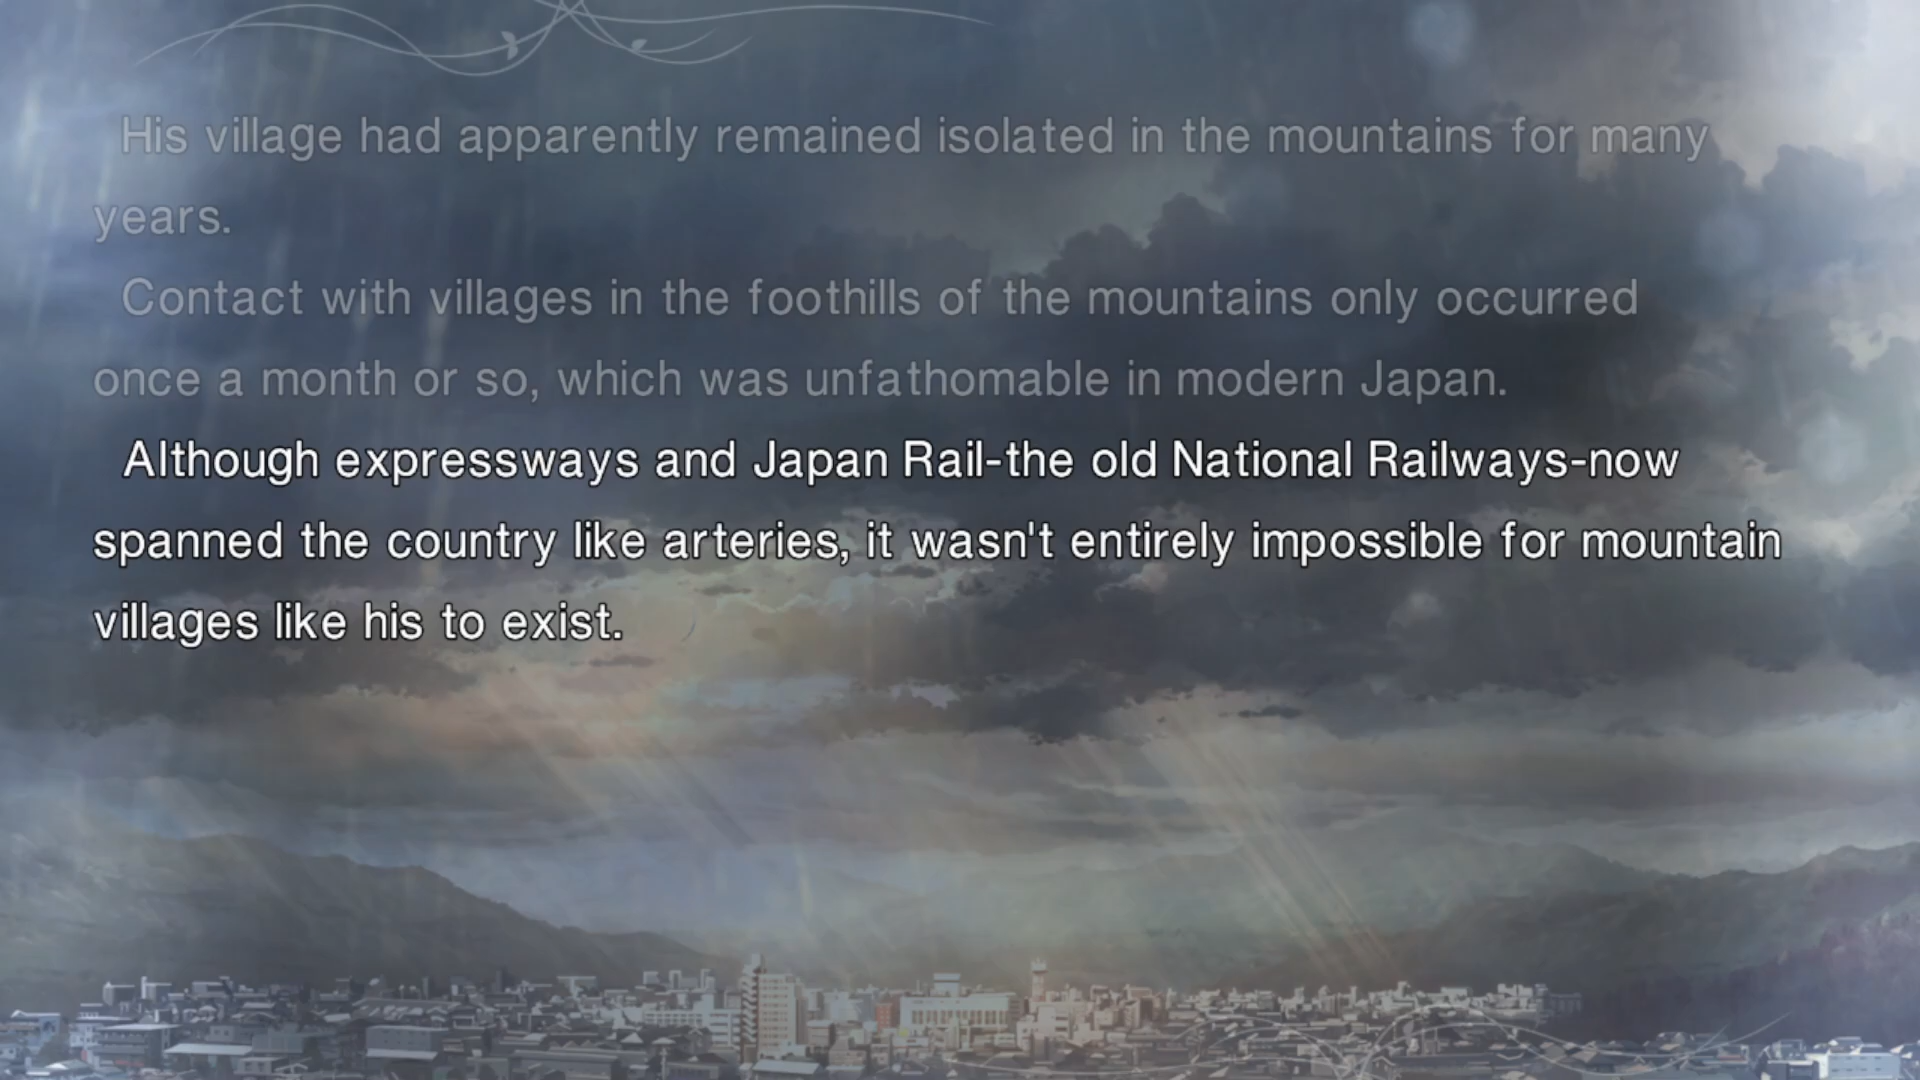 His village had apparently remained isolated in the mountains for many
years.
Contact with villages in the foothills of the mountains only occurred
once a month or so, which was unfathomable in modern Japan.
Although expressways and Japan Rail-the old National Railways-now
spanned the country like arteries, it wasn't entirely impossible for mountain
villages like his to exist.